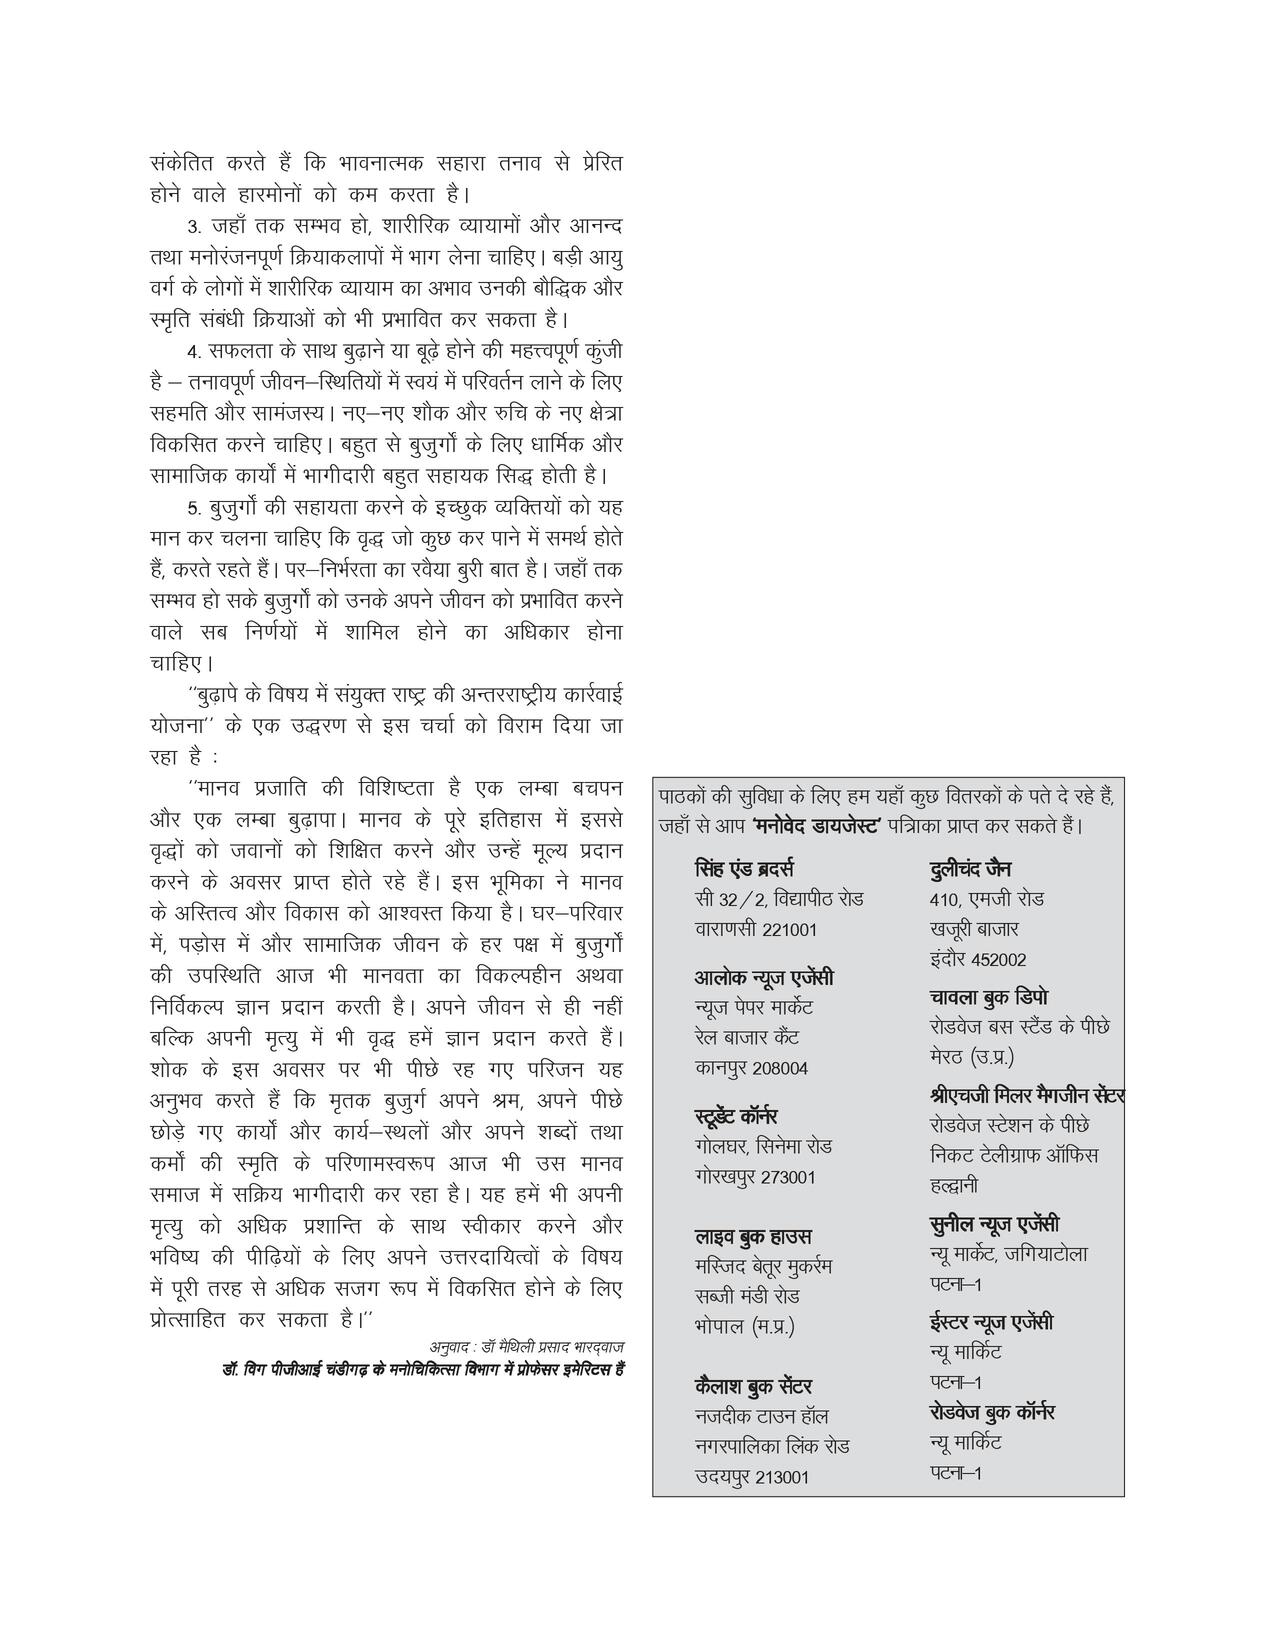 संकेतित करते हैं कि भावनात्मक सहारा तनाव से प्रेरित
होने वाले हारमोनों को कम करता है।
3. जहाँ तक सम्भव हो, शारीरिक व्यायामों और आनन्द
तथा मनोरंजनपूर्ण क्रियाकलापों में भाग लेना चाहिए। बड़ी आयु
वर्ग के लोगों में शारीरिक व्यायाम का अभाव उनकी बौद्धिक और
स्मृति संबंधी क्रियाओं को भी प्रभावित कर सकता है।
4. सफलता के साथ बुढ़ाने या बूढ़े होने की महत्त्वपूर्ण कुंजी
है – तनावपूर्ण जीवन–स्थितियों में स्वयं में परिवर्तन लाने के लिए
सहमति और सामंजस्य। नए–नए शौक और रुचि के नए क्षेत्रा
विकसित करने चाहिए। बहुत से बुजुर्गों के लिए धार्मिक और
सामाजिक कार्यों में भागीदारी बहुत सहायक सिद्ध होती है।
5. बुजुर्गों की सहायता करने के इच्छुक व्यक्तियों को यह
मान कर चलना चाहिए कि वृद्ध जो कुछ कर पाने में समर्थ होते
हैं, करते रहते हैं। पर–निर्भरता का रवैया बुरी बात है। जहाँ तक
सम्भव हो सके बुजुर्गों को उनके अपने जीवन को प्रभावित करने
वाले सब निर्णयों में शामिल होने का अधिकार होना
चाहिए।
''बुढ़ापे के विषय में संयुक्त राष्ट्र की अन्तरराष्ट्रीय कार्रवाई
योजना'' के एक उद्धरण से इस चर्चा को विराम दिया जा
रहा है :
''मानव प्रजाति की विशिष्टता है एक लम्बा बचपन
और एक लम्बा बुढ़ापा। मानव के पूरे इतिहास में इससे
वृद्धों को जवानों को शिक्षित करने और उन्हें मूल्य प्रदान
करने के अवसर प्राप्त होते रहे हैं। इस भूमिका ने मानव
के अस्तित्व और विकास को आश्वस्त किया है। घर–परिवार
में, पड़ोस में और सामाजिक जीवन के हर पक्ष में बुजुर्गों
की उपस्थिति आज भी मानवता का विकल्पहीन अथवा
निर्विकल्प ज्ञान प्रदान करती है। अपने जीवन से ही नहीं
बल्कि अपनी मृत्यु में भी वृद्ध हमें ज्ञान प्रदान करते हैं।
शोक के इस अवसर पर भी पीछे रह गए परिजन यह
अनुभव करते हैं कि मृतक बुजुर्ग अपने श्रम, अपने पीछे
छोड़े गए कार्यों और कार्य–स्थलों और अपने शब्दों तथा
कर्मों की स्मृति के परिणामस्वरूप आज भी उस मानव
समाज में सक्रिय भागीदारी कर रहा है। यह हमें भी अपनी
मृत्यु को अधिक प्रशान्ति के साथ स्वीकार करने और
भविष्य की पीढ़ियों के लिए अपने उत्तरदायित्वों के विषय
में पूरी तरह से अधिक सजग रूप में विकसित होने के लिए
प्रोत्साहित कर सकता है।''
अनुवाद : डॉ मैथिली प्रसाद भारद्वाज
डॉ. विग पीजीआई चंडीगढ़ के मनोचिकित्सा विभाग में प्रोफेसर इमेरिटस हैं
पाठकों की सुविधा के लिए हम यहाँ कुछ वितरकों के पते दे रहे हैं,
जहाँ से आप 'मनोवेद डायजेस्ट' पत्रिाका प्राप्त कर सकते हैं।
सिंह एंड ब्रदर्स
सी 32/2, विद्यापीठ रोड
वाराणसी 221001
आलोक न्यूज एजेंसी
न्यूज पेपर मार्केट
रेल बाजार कैंट
कानपुर 208004
स्टूडेंट कॉर्नर
गोलघर, सिनेमा रोड
गोरखपुर 273001
लाइव बुक हाउस
मस्जिद बेतूर मुकर्रम
सब्जी मंडी रोड
भोपाल (म.प्र.)
कैलाश बुक सेंटर
नजदीक टाउन हॉल
नगरपालिका लिंक रोड
उदयपुर 213001
दुलीचंद जैन
410, एमजी रोड
खजूरी बाजार
इंदौर 452002
चावला बुक डिपो
रोडवेज बस स्टैंड के पीछे
मेरठ (उ.प्र.)
श्रीएचजी मिलर मैगजीन सेंटर
रोडवेज स्टेशन के पीछे
निकट टेलीग्राफ ऑफिस
हल्द्वानी
सुनील न्यूज एजेंसी
न्यू मार्केट, जगियाटोला
पटना–1
ईस्टर न्यूज एजेंसी
न्यू मार्किट
पटना–1
रोडवेज बुक कॉर्नर
न्यू मार्किट
पटना–1